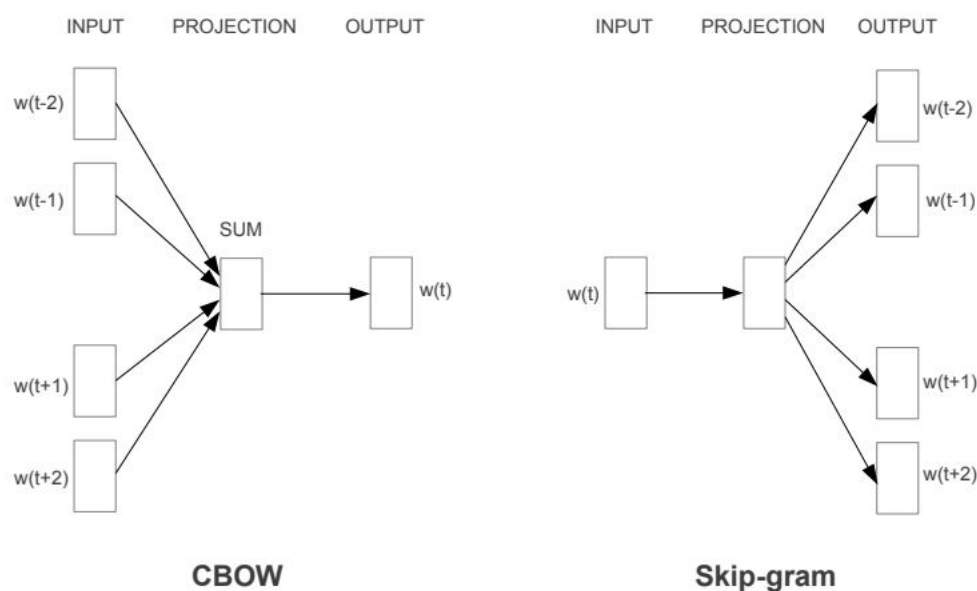 INPUT PROJECTION OUTPUT
w(t-2)
w(t-1)
SUM
w(t)
w(t+1)
w(t+2)
CBOW
INPUT PROJECTION OUTPUT
w(t-2)
w(t-1)
w(t)
w(t+1)
w(t+2)
Skip-gram